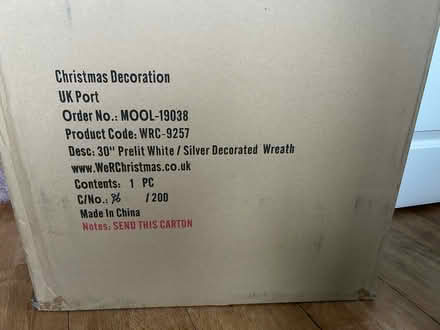 Christmas Decoration
UK Port
Order No.: MOOL-19038
Product Code: WRC-9257
Desc: 30" Prelit White / Silver Decorated Wreath
www.WeRChristmas.co.uk
Contents: 1 PC
C/No.: 96 /200
Made In China
Notes: SEND THIS CARTON